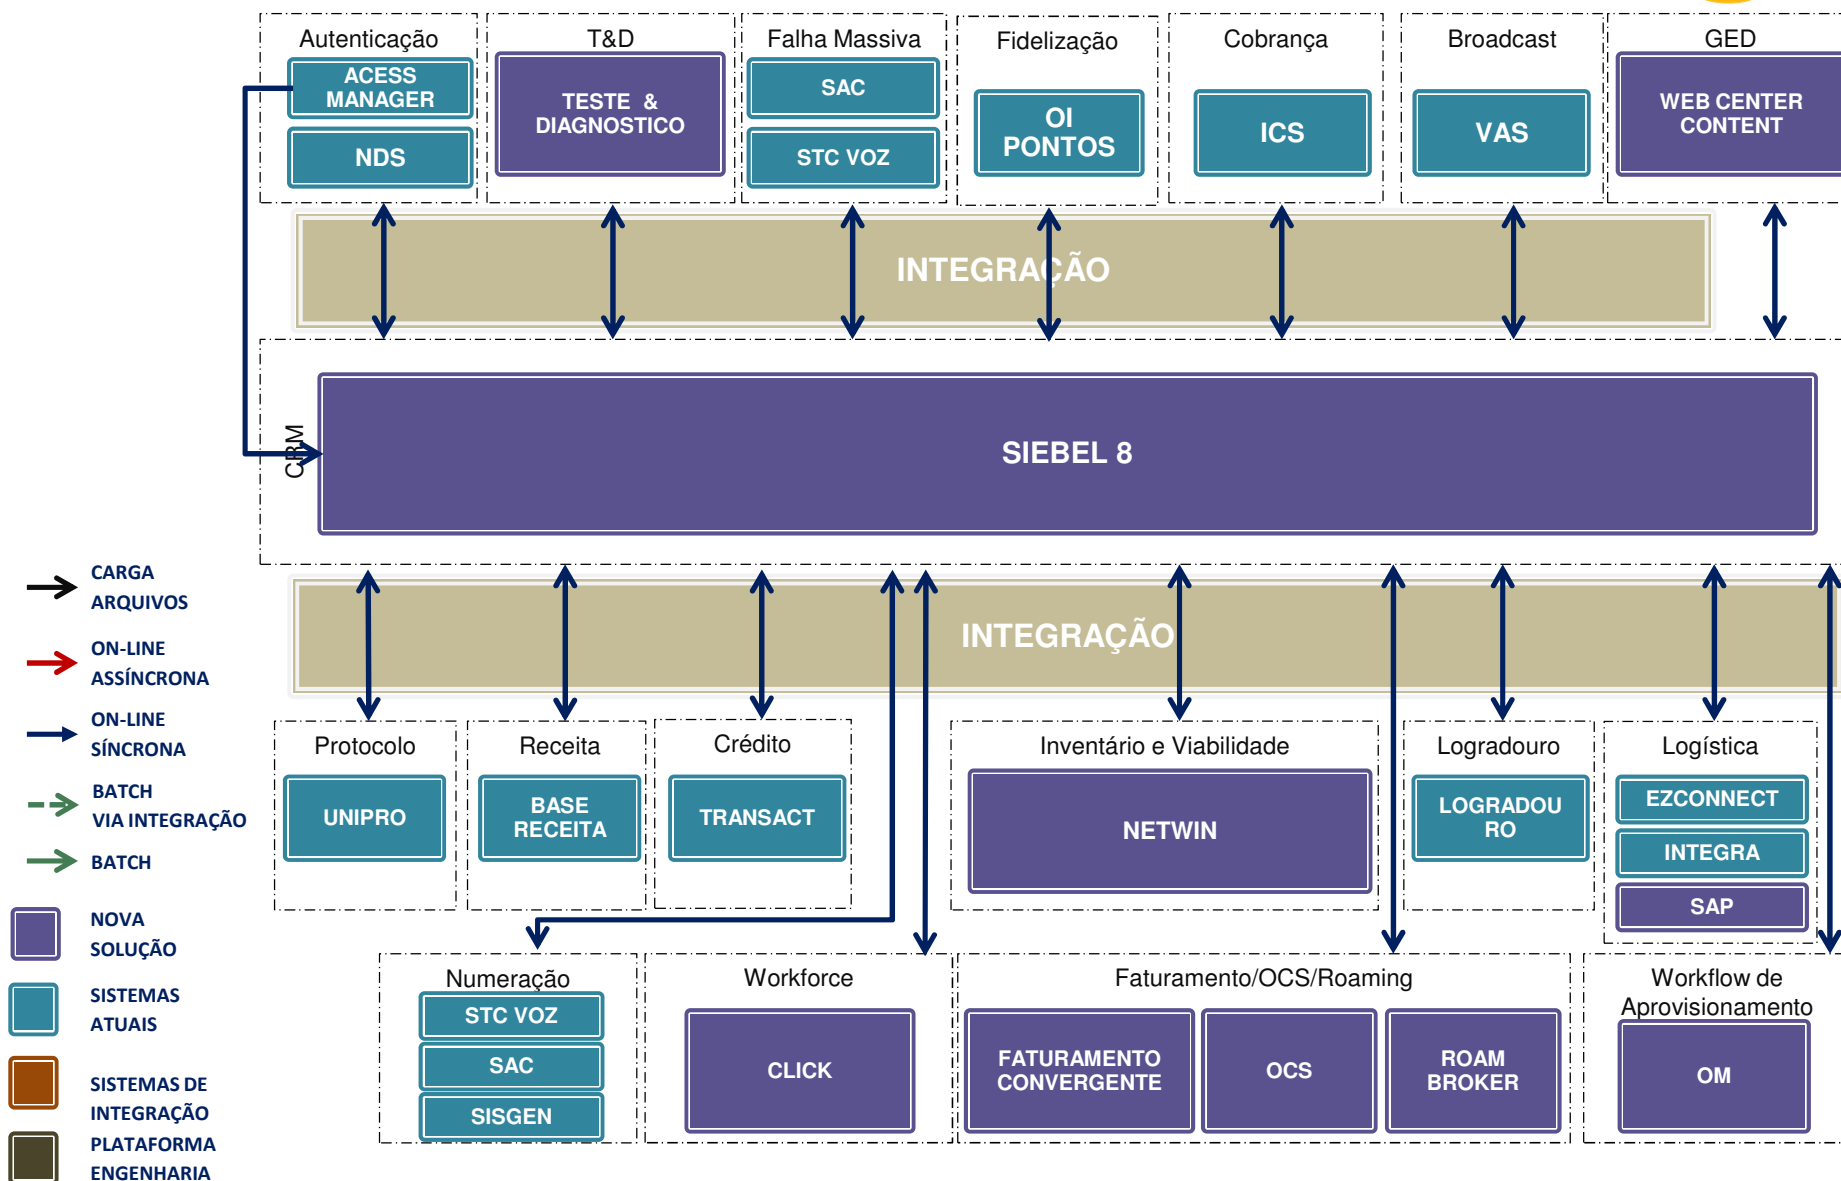 Autenticação
T&D
Falha Massiva
Fidelização
Cobrança
Broadcast
GED
ACESS
MANAGER
NDS
TESTE &
DIAGNOSTICO
SAC
STC VOZ
OI
PONTOS
ICS
VAS
WEB CENTER
CONTENT
INTEGRAÇÃO
CRM
SIEBEL 8
INTEGRAÇÃO
CARGA
ARQUIVOS
ON-LINE
ASSÍNCRONA
ON-LINE
SÍNCRONA
BATCH
VIA INTEGRAÇÃO
BATCH
NOVA
SOLUÇÃO
SISTEMAS
ATUAIS
SISTEMAS DE
INTEGRAÇÃO
PLATAFORMA
ENGENHARIA
Protocolo
UNIPRO
Receita
BASE
RECEITA
Crédito
TRANSACT
Inventário e Viabilidade
NETWIN
Logradouro
LOGRADOU
RO
Logística
EZCONNECT
INTEGRA
SAP
Numeração
STC VOZ
SAC
SISGEN
Workforce
CLICK
Faturamento/OCS/Roaming
FATURAMENTO
CONVERGENTE
OCS
ROAM
BROKER
Workflow de
Aprovisionamento
OM